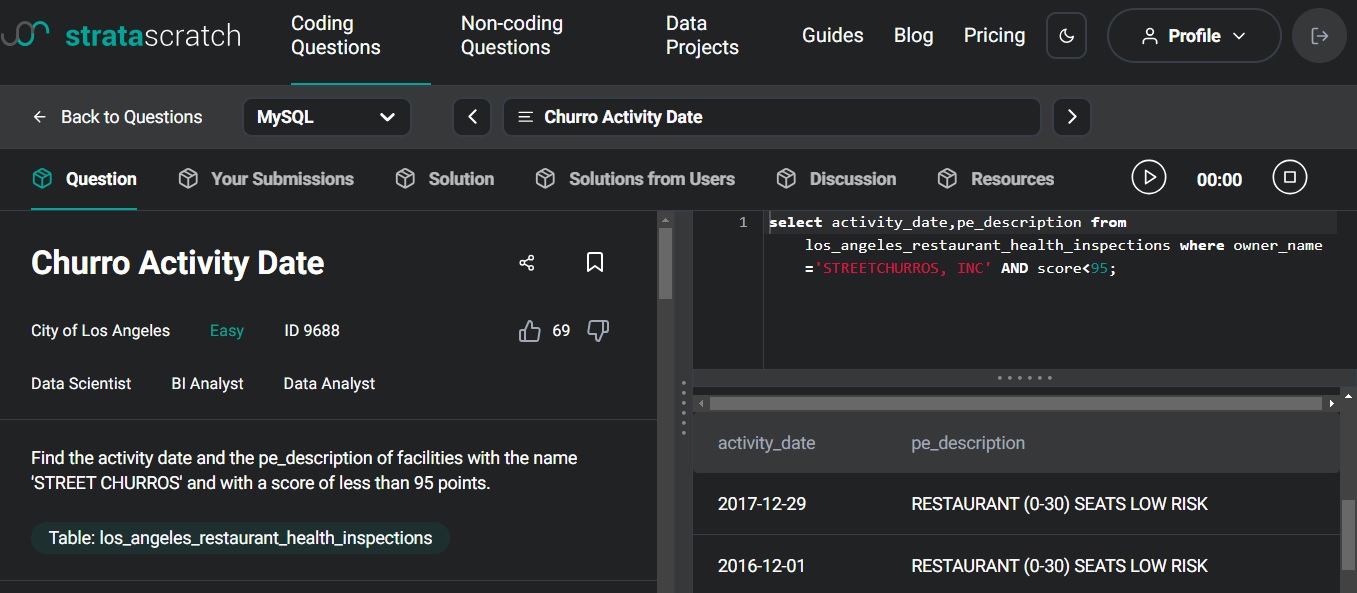 stratascratch
Coding
Questions
Non-coding
Questions
Data
Projects
Guides
Blog
Pricing
Profile
Back to Questions
MySQL
Churro Activity Date
Question
Your Submissions
Solution
Solutions from Users
Discussion
Resources
00:00
Churro Activity Date
City of Los Angeles
Easy
ID 9688
69
Data Scientist
BI Analyst
Data Analyst
Find the activity date and the pe_description of facilities with the name
'STREET CHURROS' and with a score of less than 95 points.
Table: los_angeles_restaurant_health_inspections
1
select activity_date,pe_description from
los_angeles_restaurant_health_inspections where owner_name
='STREETCHURROS, INC' AND score<95;
activity_date
pe_description
2017-12-29
RESTAURANT (0-30) SEATS LOW RISK
2016-12-01
RESTAURANT (0-30) SEATS LOW RISK